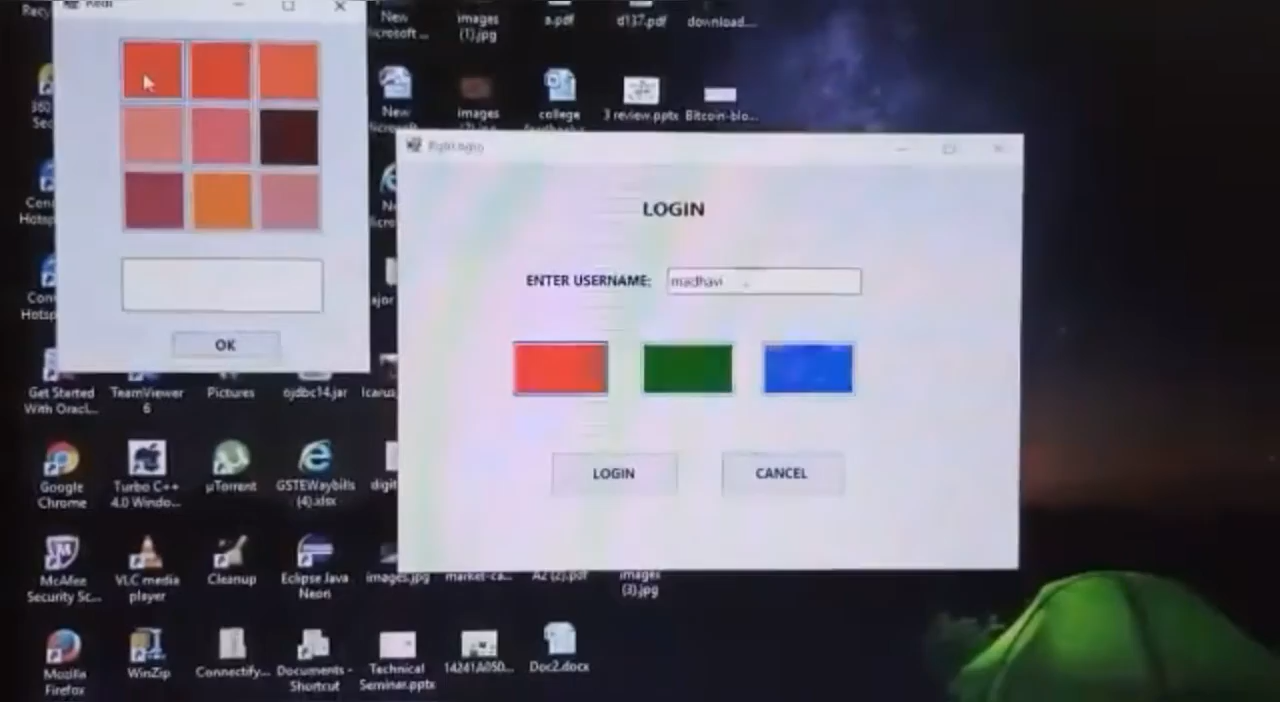 New
images
a.pdf
d137.pdf
download...
Microsoft ...
(1).jpg
New
images
college
3 review.pptx
Bitcoin-blo...
LOGIN
ENTER USERNAME:
madhavi
OK
LOGIN
CANCEL
Get Started
With Oracl...
TeamViewer
6
Pictures
ojdbc14.jar
Google
Chrome
Turbo C++
4.0 Windo...
µTorrent
GSTEWaybills
(4).xlsx
McAfee
Security Sc...
VLC media
player
Cleanup
Eclipse Java
Neon
images.jpg
market-ca...
A2 (2).pdf
images
(3).jpg
Mozilla
Firefox
WinZip
Connectify...
Documents -
Shortcut
Technical
Seminar.pptx
14241A050...
Doc2.docx